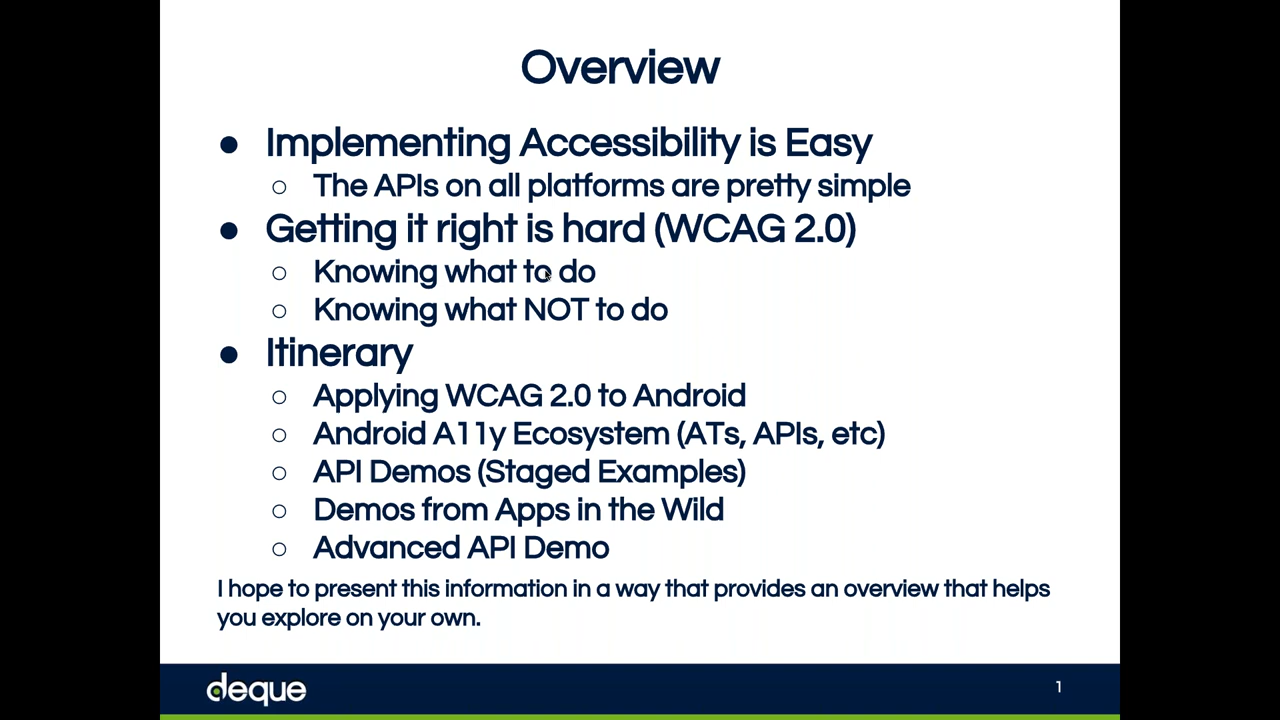 Overview
● Implementing Accessibility is Easy
○ The APIs on all platforms are pretty simple
● Getting it right is hard (WCAG 2.0)
○ Knowing what to do
○ Knowing what NOT to do
● Itinerary
○ Applying WCAG 2.0 to Android
○ Android A11y Ecosystem (ATs, APIs, etc)
○ API Demos (Staged Examples)
○ Demos from Apps in the Wild
○ Advanced API Demo
I hope to present this information in a way that provides an overview that helps
you explore on your own.
deque
1